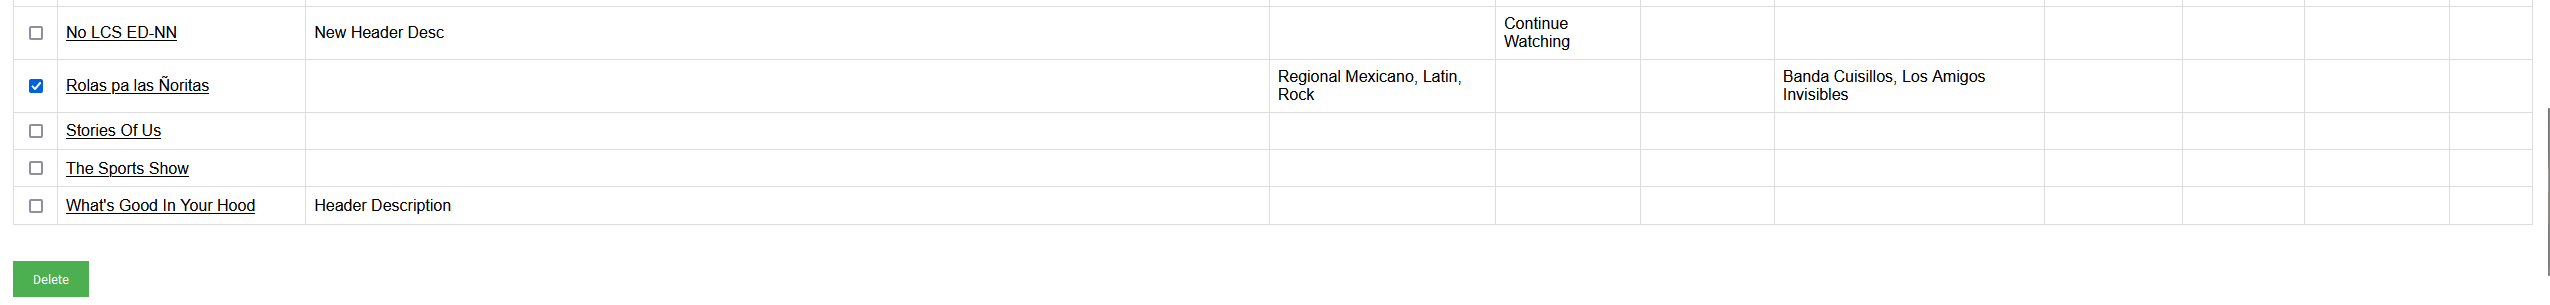 No LCS ED-NN
New Header Desc
Continue
Watching
Rolas pa las Ñoritas
Regional Mexicano, Latin,
Rock
Banda Cuisillos, Los Amigos
Invisibles
Stories Of Us
The Sports Show
What's Good In Your Hood
Header Description
Delete